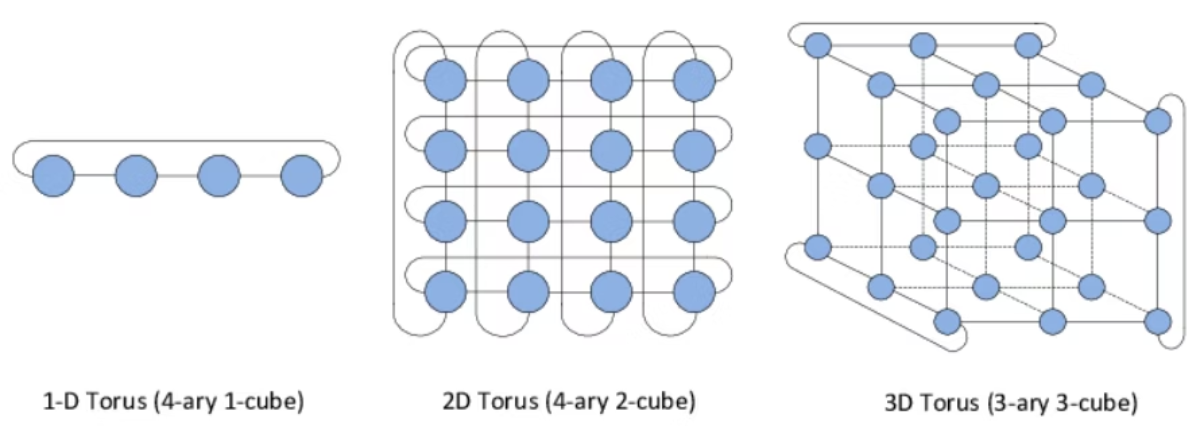 1-D Torus (4-ary 1-cube)
2D Torus (4-ary 2-cube)
3D Torus (3-ary 3-cube)